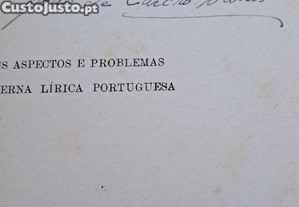 CustoJusto.pt
S ASPECTOS E PROBLEMAS
ERNA LÍRICA PORTUGUESA